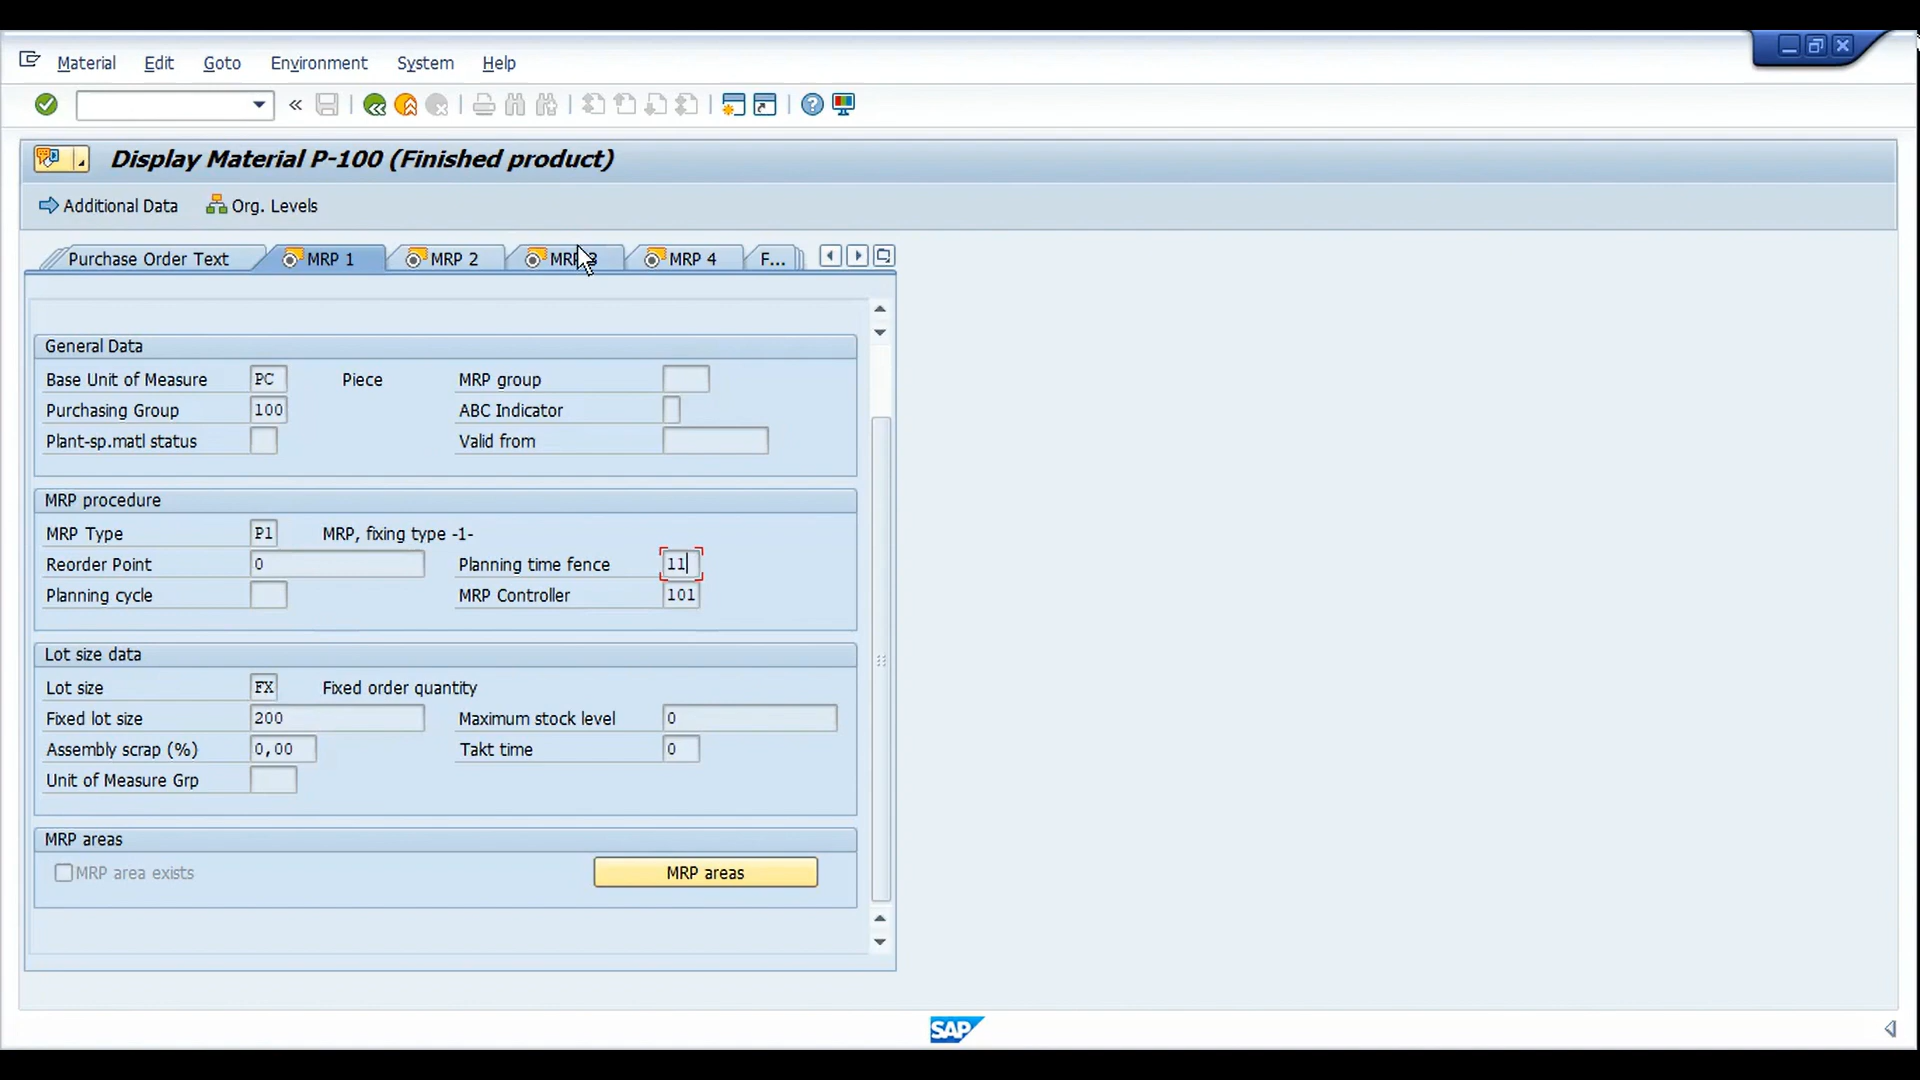 Material Edit Goto Environment System Help
Display Material P-100 (Finished product)
Additional Data Org. Levels
Purchase Order Text MRP 1 MRP 2 MRP 3 MRP 4 F...
General Data
Base Unit of Measure PC Piece MRP group
Purchasing Group 100 ABC Indicator
Plant-sp.matl status Valid from
MRP procedure
MRP Type P1 MRP, fixing type -1-
Reorder Point 0 Planning time fence 11
Planning cycle MRP Controller 101
Lot size data
Lot size FX Fixed order quantity
Fixed lot size 200 Maximum stock level 0
Assembly scrap (%) 0,00 Takt time 0
Unit of Measure Grp
MRP areas
MRP area exists MRP areas
SAP